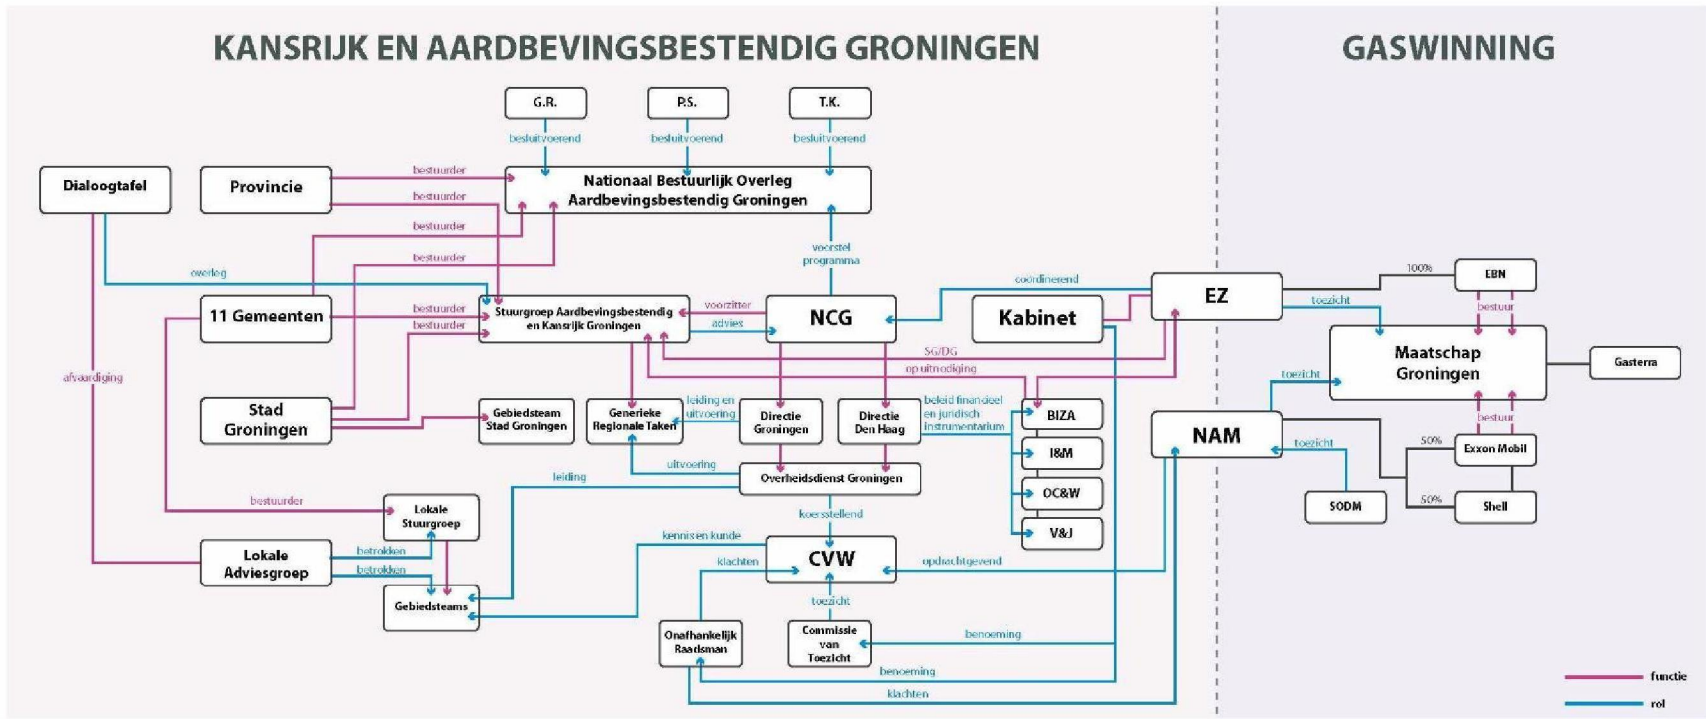 KANSRIJK EN AARDBEVINGSBESTENDIG GRONINGEN
GASWINNING
G.R.
P.S.
T.K.
besluitvoerend
besluitvoerend
besluitvoerend
Dialoogtafel
Provincie
bestuurder
bestuurder
Nationaal Bestuurlijk Overleg
Aardbevingsbestendig Groningen
bestuurder
bestuurder
voorstel
programma
overleg
coördinerend
11 Gemeenten
bestuurder
bestuurder
Stuurgroep Aardbevingsbestendig
en Kansrijk Groningen
voorzitter
advies
NCG
Kabinet
EZ
100%
EBN
toezicht
bestuur
SG/DG
op uitnodiging
Maatschap
Groningen
Gasterra
toezicht
afvaardiging
Stad
Groningen
Gebiedsteam
Stad Groningen
Generieke
Regionale Taken
leiding en
uitvoering
Directie
Groningen
Directie
Den Haag
beleid financieel
en juridisch
instrumentarium
BIZA
I&M
OC&W
V&J
NAM
bestuur
50%
Exxon Mobil
toezicht
50%
Shell
SODM
uitvoering
Overheidsdienst Groningen
leiding
bestuurder
Lokale
Stuurgroep
koersstellend
kennis en kunde
Lokale
Adviesgroep
betrokken
betrokken
Gebiedsteams
klachten
CVW
opdrachtgevend
toezicht
Onafhankelijk
Raadsman
Commissie
van
Toezicht
benoeming
benoeming
klachten
functie
rol